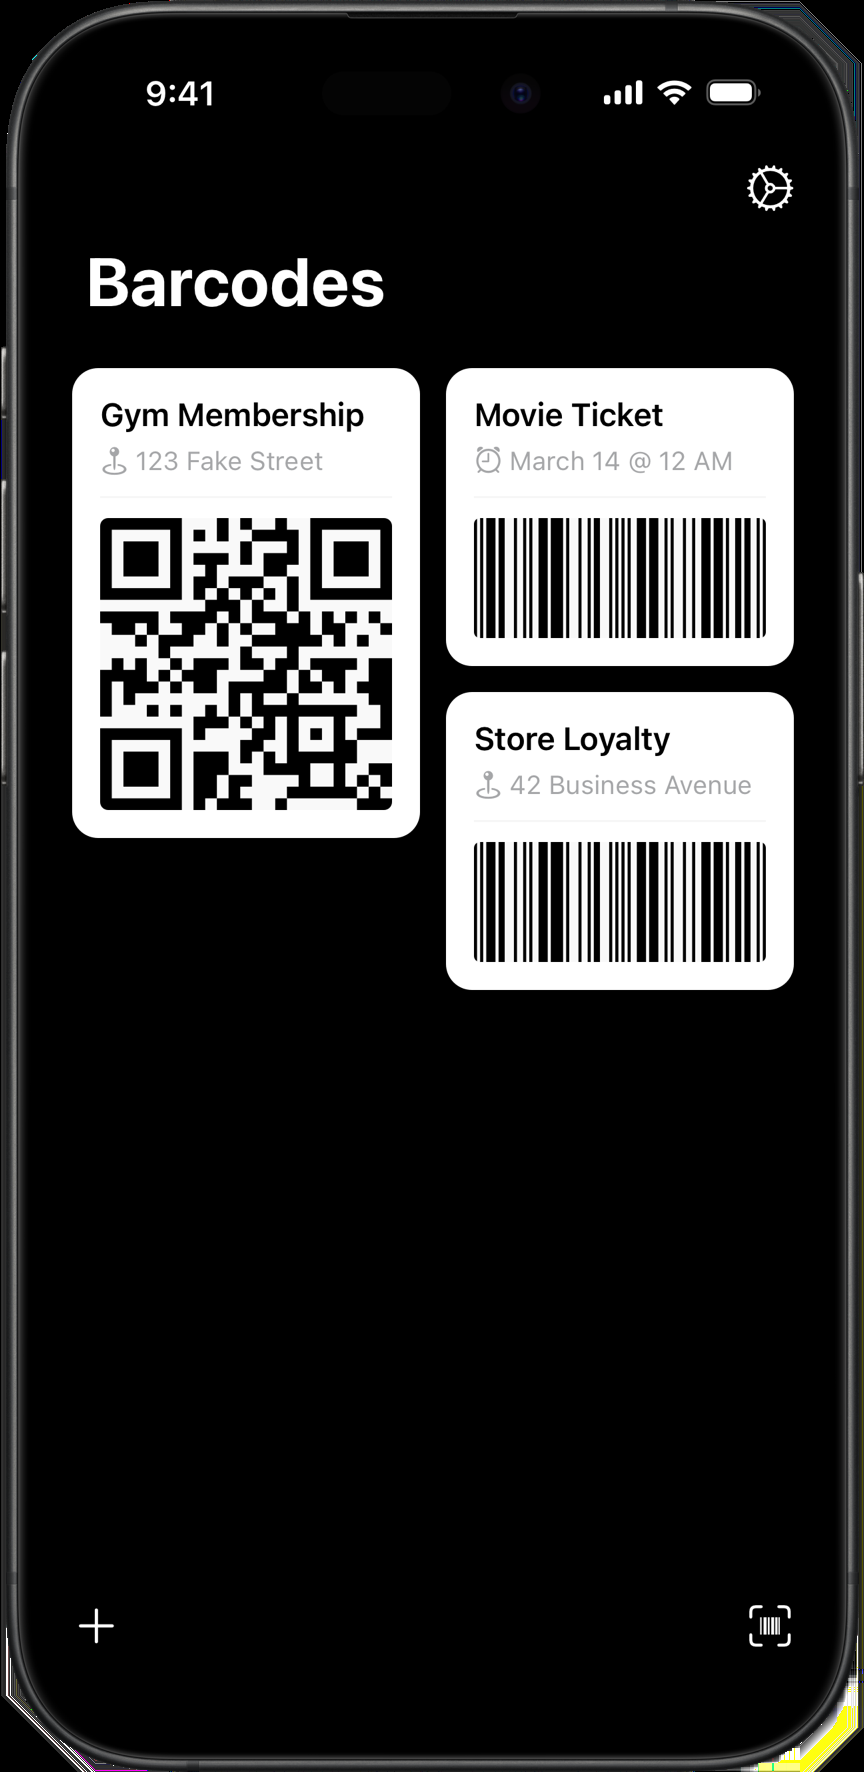 9:41
Barcodes
Gym Membership
123 Fake Street
Movie Ticket
March 14 @ 12 AM
Store Loyalty
42 Business Avenue